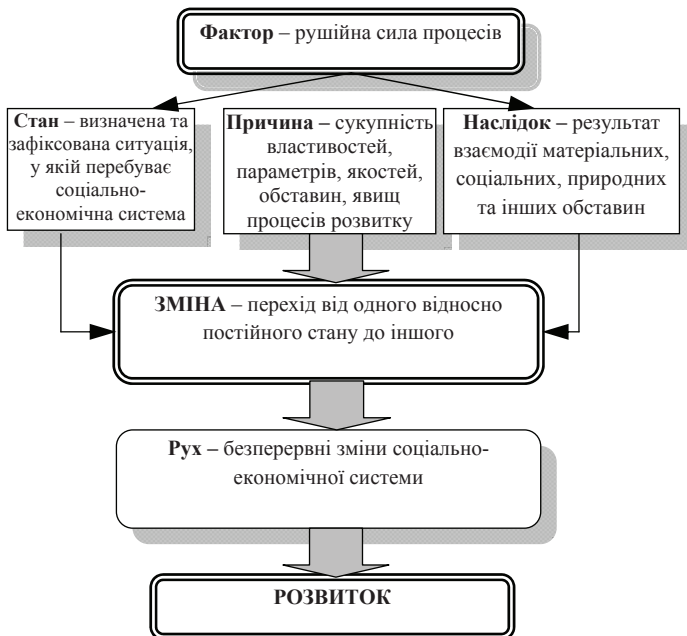 Фактор – рушійна сила процесів
Стан – визначена та
зафіксована ситуація,
у якій перебуває
соціально-
економічна система
Причина – сукупність
властивостей,
параметрів, якостей,
обставин, явищ
процесів розвитку
Наслідок – результат
взаємодії матеріальних,
соціальних, природних
та інших обставин
ЗМІНА – перехід від одного відносно
постійного стану до іншого
Рух – безперервні зміни соціально-
економічної системи
РОЗВИТОК